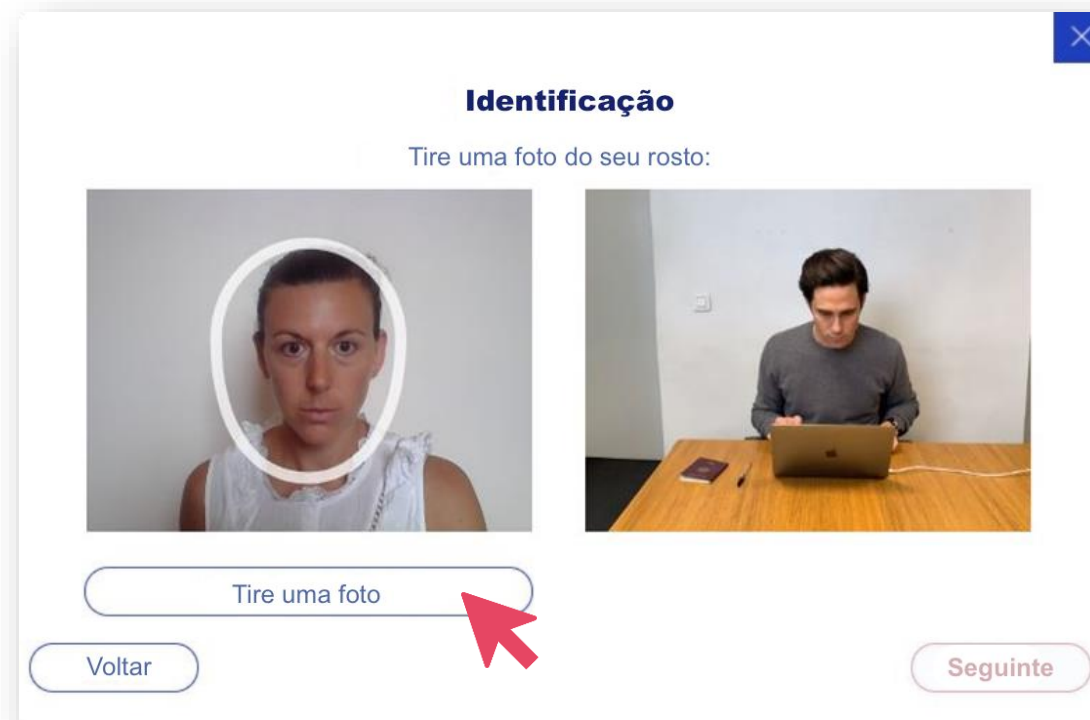 Identificação
Tire uma foto do seu rosto:
Tire uma foto
Voltar
Seguinte